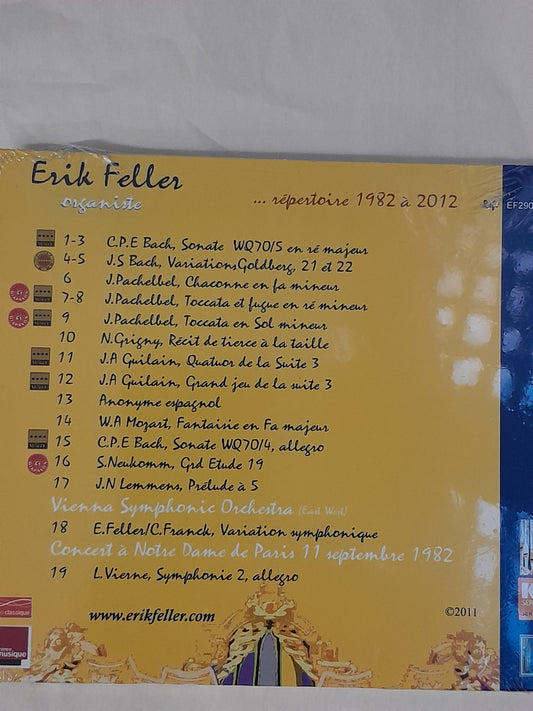 Erik Feller
organiste
... répertoire 1982 à 2012
EF290
1-3 C.P.E Bach, Sonate WQ70/5 en ré majeur
4-5 J.S Bach, Variations Goldberg, 21 et 22
6 J.Pachelbel, Chaconne en fa mineur
7-8 J.Pachelbel, Toccata et fugue en ré mineur
9 J.Pachelbel, Toccata en Sol mineur
10 N.Grigny, Récit de tierce à la taille
11 J.A Guilain, Quatuor de la Suite 3
12 J.A Guilain, Grand jeu de la suite 3
13 Anonyme espagnol
14 W.A Mozart, Fantaisie en Fa majeur
15 C.P.E Bach, Sonate WQ70/4, allegro
16 S.Neukomm, Grd Etude 19
17 J.N Lemmens, Prélude à 5
Vienna Symphonic Orchestra (East West)
18 E.Feller/C.Franck, Variation symphonique
Concert à Notre Dame de Paris 11 septembre 1982
19 L.Vierne, Symphonie 2, allegro
www.erikfeller.com
©2011
classique
musique